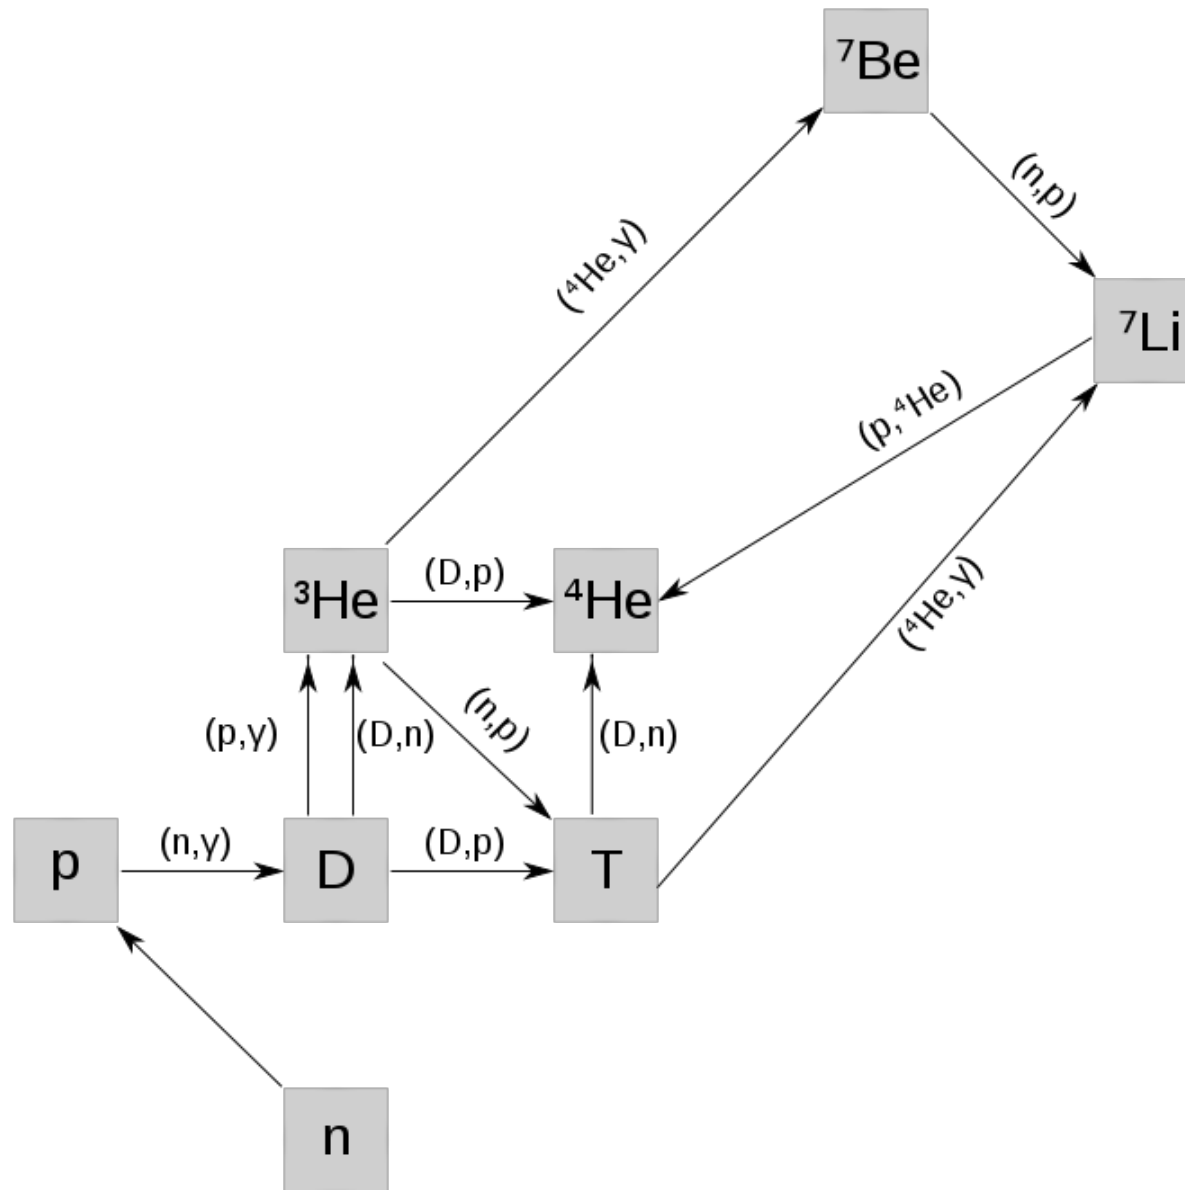 ⁷Be
(n,p)
(⁴He,γ)
⁷Li
(p,⁴He)
³He
(D,p)
⁴He
(⁴He,γ)
(p,γ)
(D,n)
(n,p)
(D,n)
p
(n,γ)
D
(D,p)
T
n